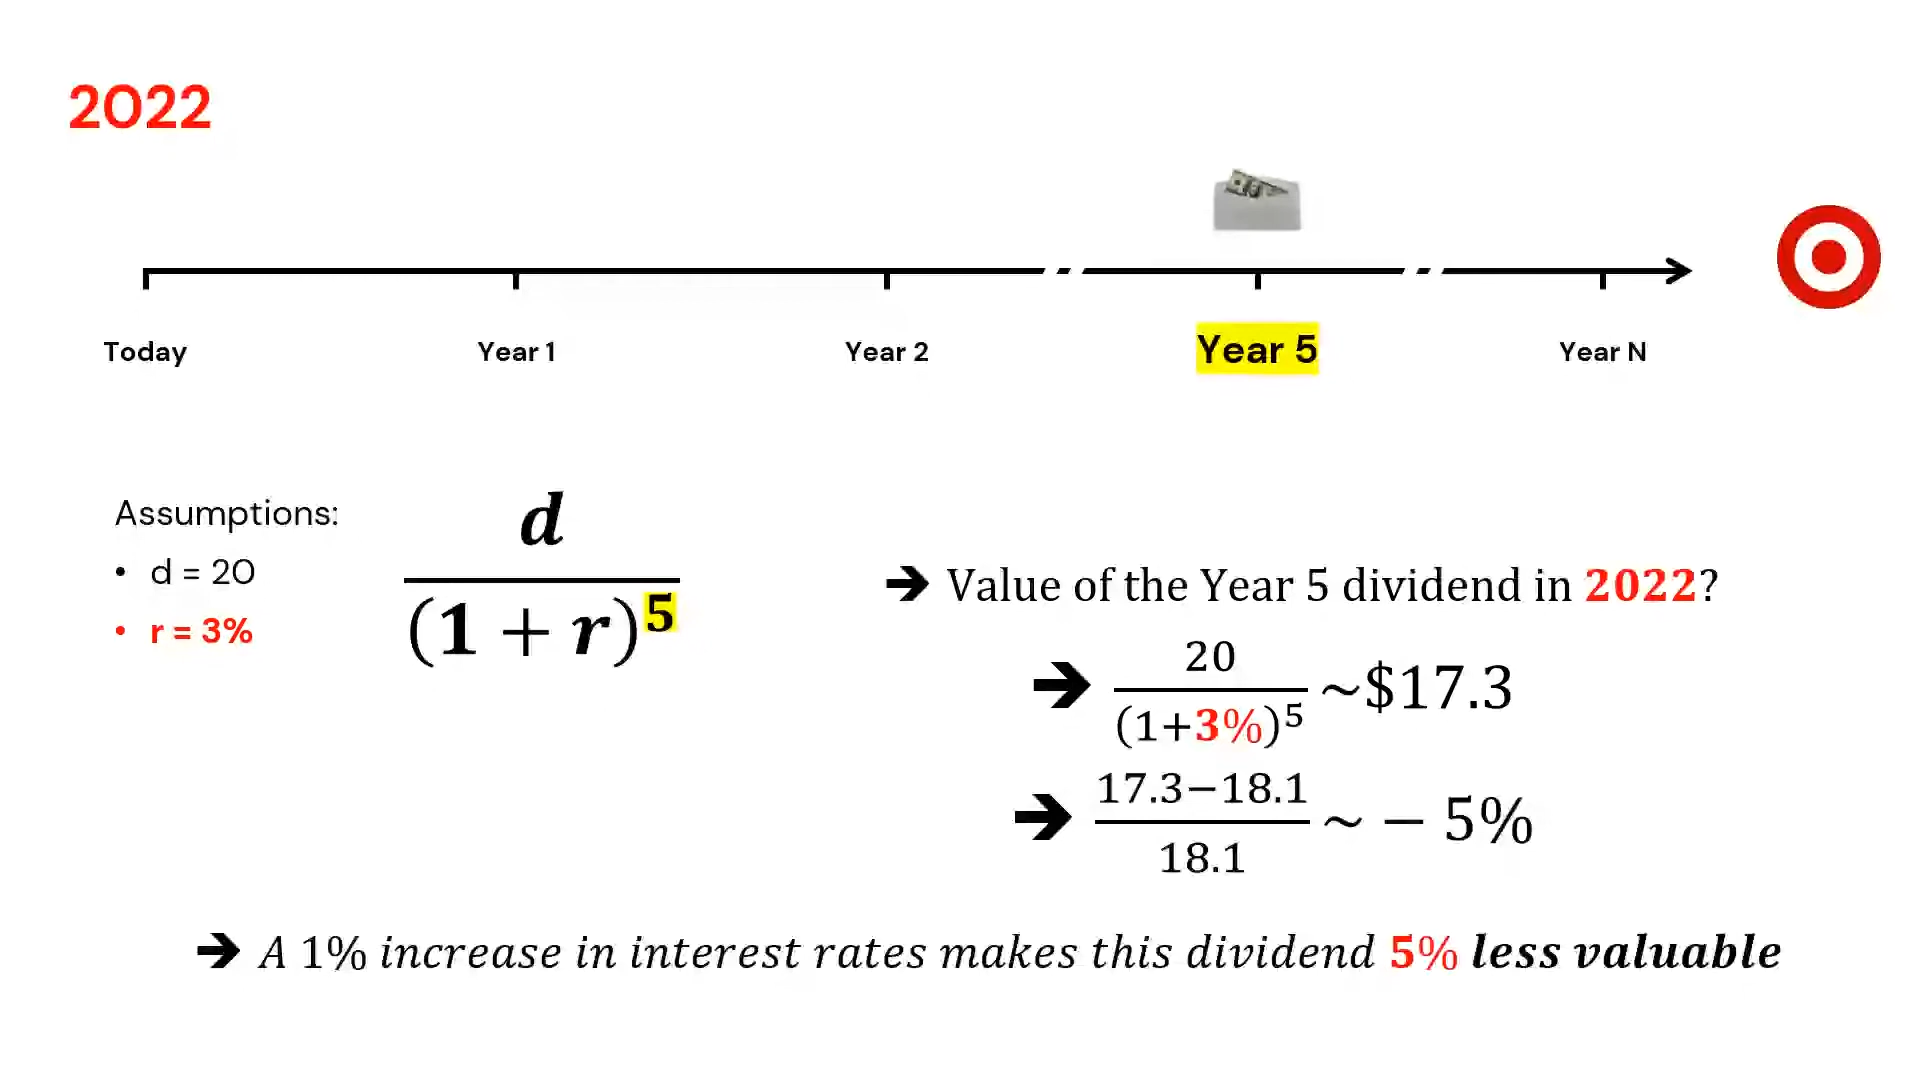 2022
Today Year 1 Year 2 Year 5 Year N
Assumptions:
• d = 20
• r = 3%
d
(1 + r)^5
➔ Value of the Year 5 dividend in 2022?
➔ 20
(1+3%)^5 ~$17.3
➔ 17.3−18.1
18.1 ~ − 5%
➔ A 1% increase in interest rates makes this dividend 5% less valuable